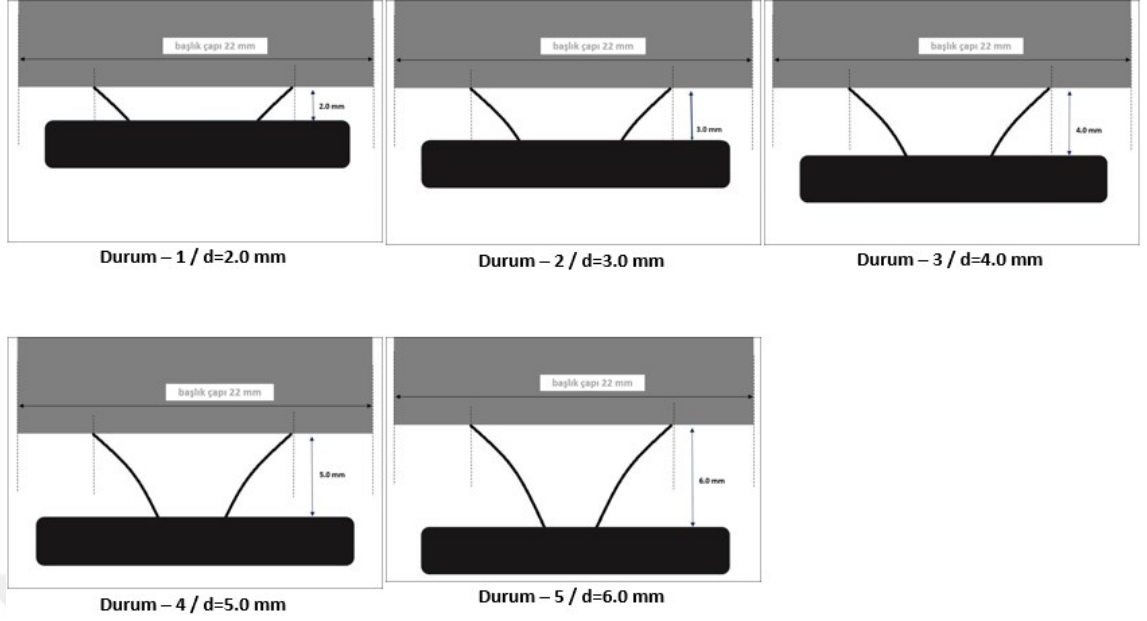 başlık çapı 22 mm
2.0 mm
Durum – 1 / d=2.0 mm
başlık çapı 22 mm
3.0 mm
Durum – 2 / d=3.0 mm
başlık çapı 22 mm
4.0 mm
Durum – 3 / d=4.0 mm
başlık çapı 22 mm
5.0 mm
Durum – 4 / d=5.0 mm
başlık çapı 22 mm
6.0 mm
Durum – 5 / d=6.0 mm